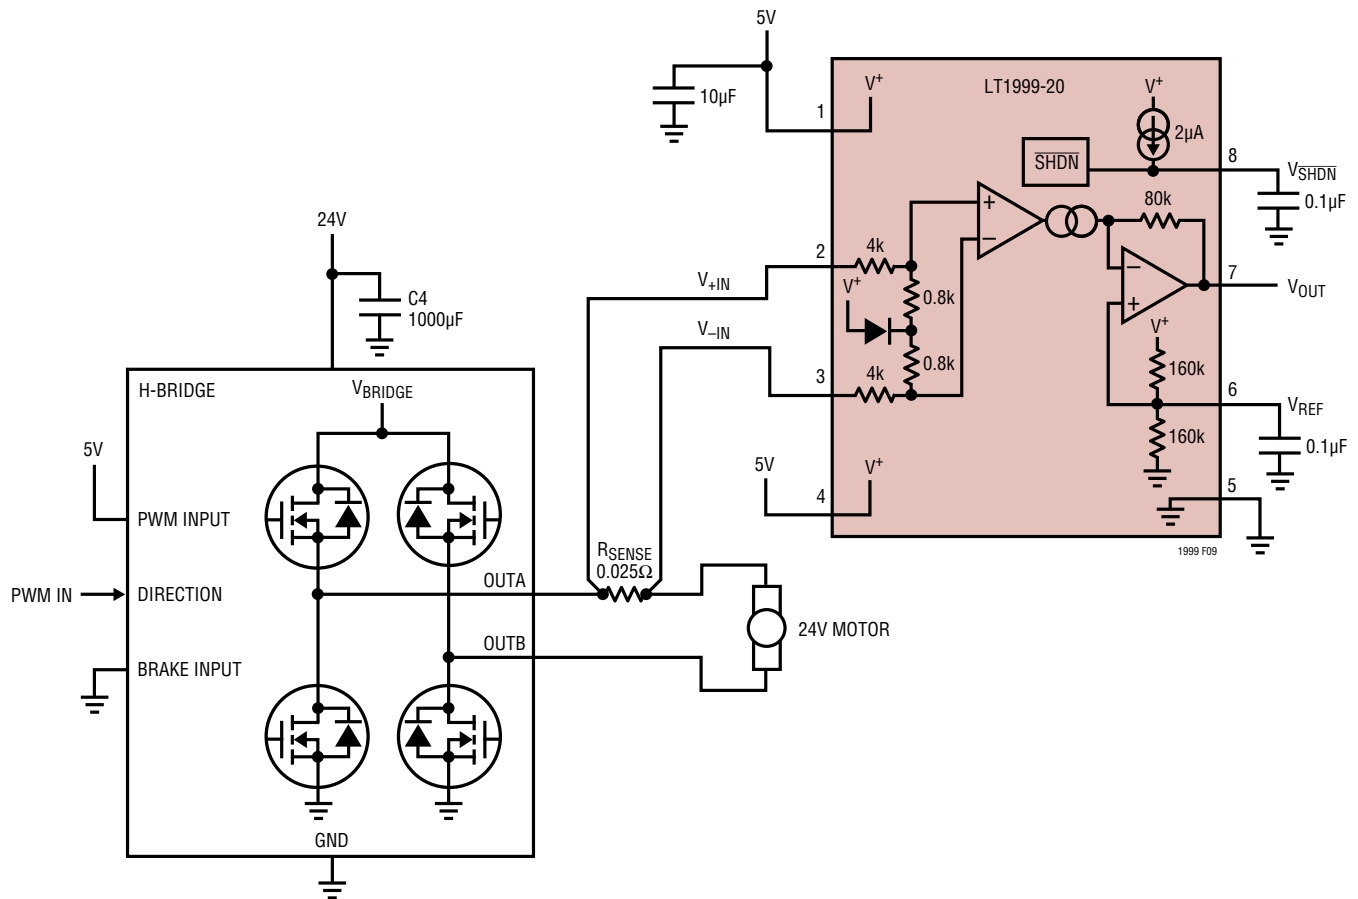 5V
10µF
1
V+
LT1999-20
V+
2µA
SHDN
8
VSHDN
0.1µF
80k
24V
C4
1000µF
2
4k
V+IN
V+
0.8k
+
–
–
+
7
VOUT
V–IN
0.8k
3
4k
V+
160k
6
VREF
160k
0.1µF
H-BRIDGE
VBRIDGE
5V
PWM INPUT
5V
V+
4
5
1999 F09
RSENSE
0.025Ω
PWM IN
DIRECTION
OUTA
24V MOTOR
OUTB
BRAKE INPUT
GND